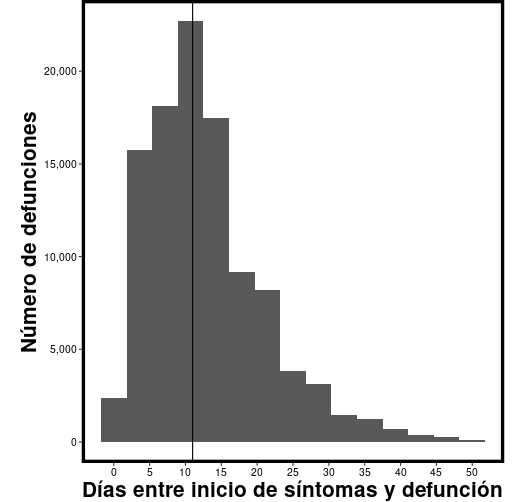 Número de defunciones
20,000
15,000
10,000
5,000
0
0 5 10 15 20 25 30 35 40 45 50
Días entre inicio de síntomas y defunción